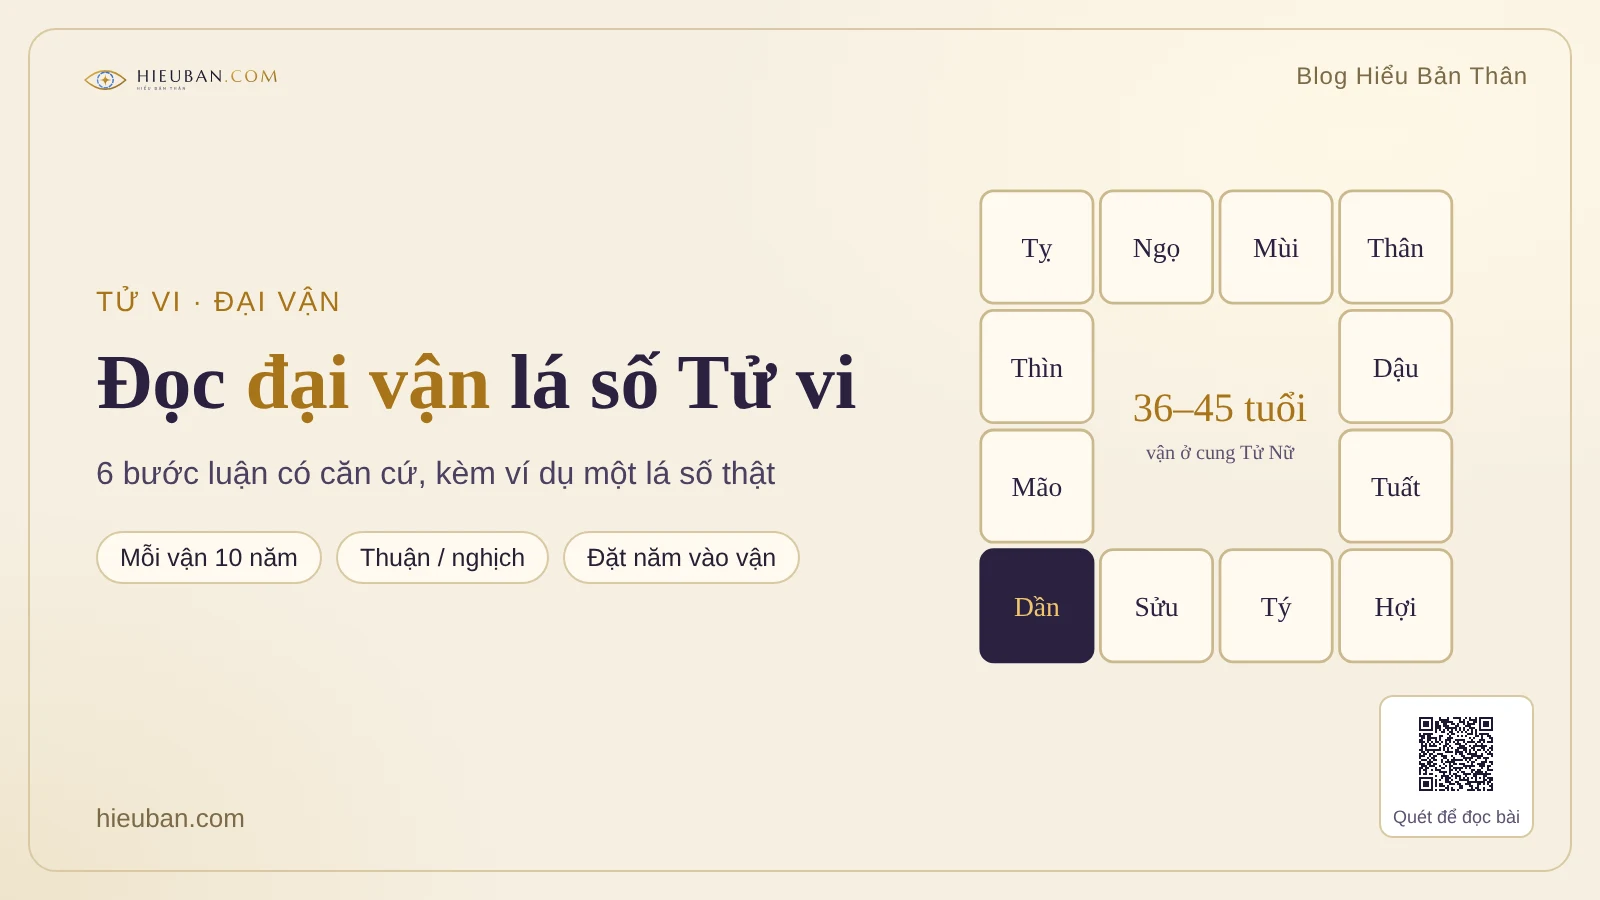 HIEUBAN.COM
HIỂU BẢN THÂN
Blog Hiểu Bản Thân
TỬ VI · ĐẠI VẬN
Đọc đại vận lá số Tử vi
6 bước luận có căn cứ, kèm ví dụ một lá số thật
Mỗi vận 10 năm
Thuận / nghịch
Đặt năm vào vận
Tỵ
Ngọ
Mùi
Thân
Thìn
Dậu
36–45 tuổi
vận ở cung Tử Nữ
Mão
Tuất
Dần
Sửu
Tý
Hợi
Quét để đọc bài
hieuban.com